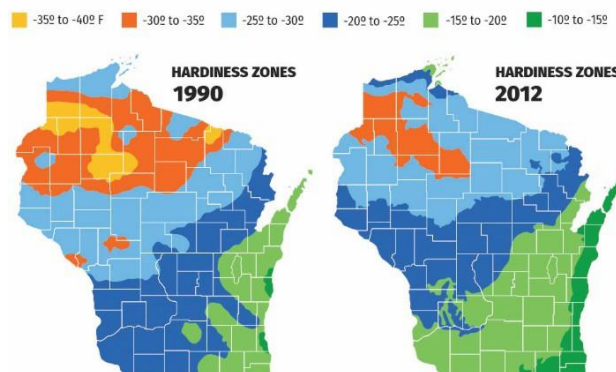 -35º to -40º F -30º to -35º -25º to -30º -20º to -25º -15º to -20º -10º to -15º
HARDINESS ZONES
1990
HARDINESS ZONES
2012